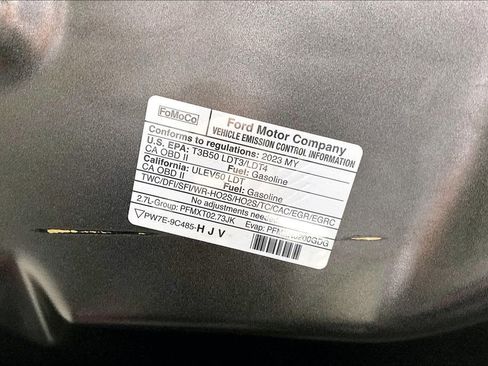 FoMoCo
Ford Motor Company
VEHICLE EMISSION CONTROL INFORMATION
Conforms to regulations: 2023 MY
U.S. EPA: T3B50 LDT3/LDT4
CA OBD II Fuel: Gasoline
California: ULEV50 LDT
CA OBD II Fuel: Gasoline
TWC/DFI/SFI/WR-HO2S/HO2S/TC/CAC/EGR/EGRC
No adjustments needed.
2.7L-Group: PFMXT02.73JK Evap:
PW7E-9C485-HJV